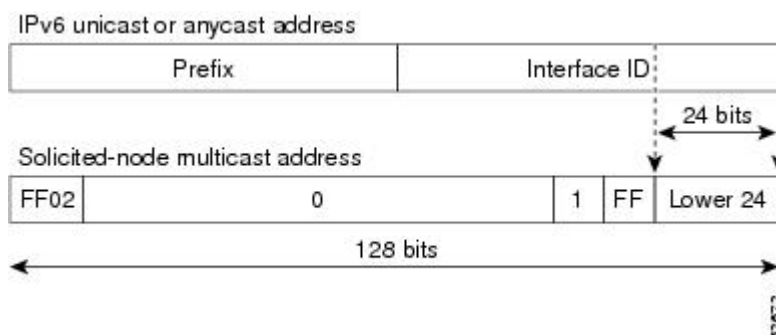 IPv6 unicast or anycast address
Prefix Interface ID
24 bits
Solicited-node multicast address
FF02 0 1 FF Lower 24
128 bits